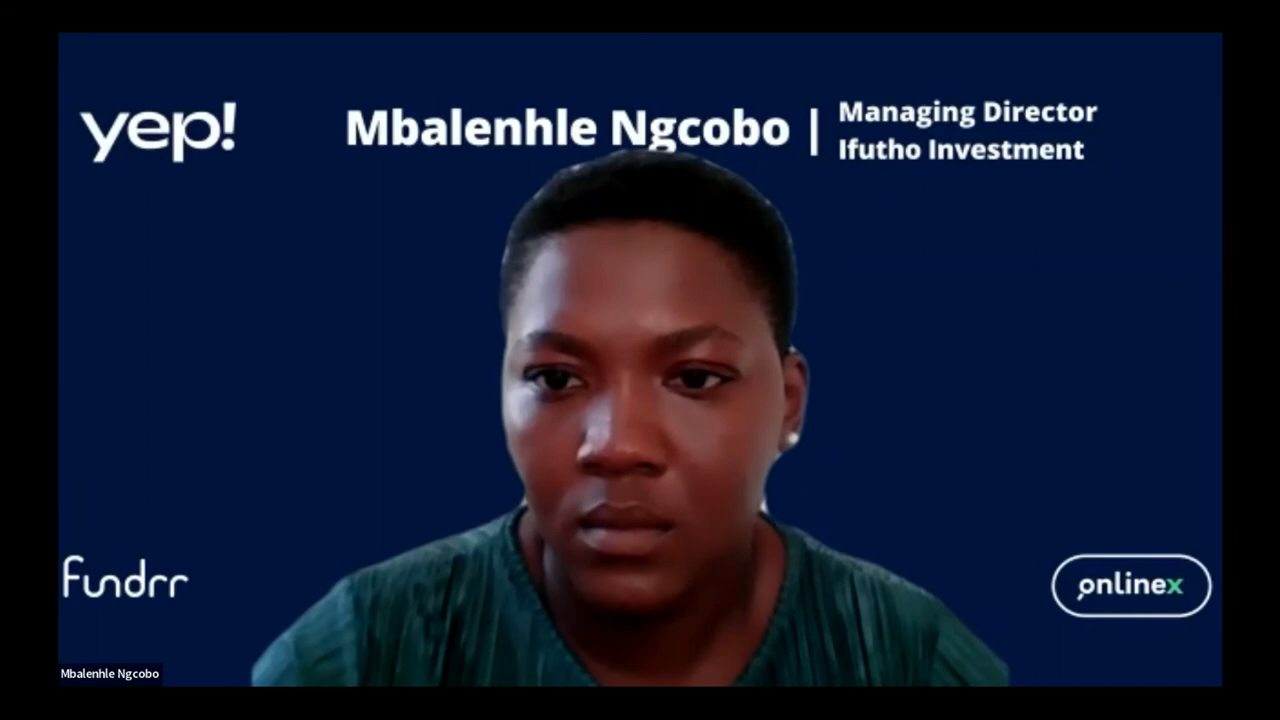 yep!
Mbalenhle Ngcobo |
Managing Director
Ifutho Investment
fundrr
onlinex
Mbalenhle Ngcobo